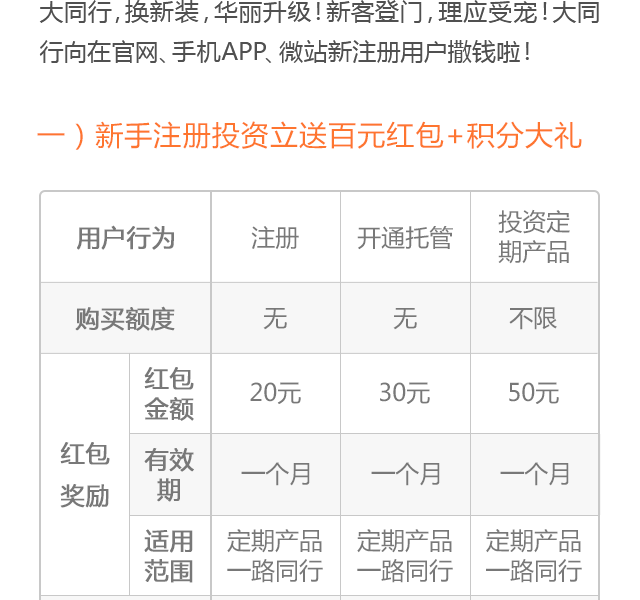 大同行,换新装,华丽升级!新客登门,理应受宠!大同
行向在官网、手机APP、微站新注册用户撒钱啦!
一）新手注册投资立送百元红包+积分大礼
用户行为 注册 开通托管 投资定期产品
购买额度 无 无 不限
红包奖励
红包金额 20元 30元 50元
有效期 一个月 一个月 一个月
适用范围 定期产品一路同行 定期产品一路同行 定期产品一路同行